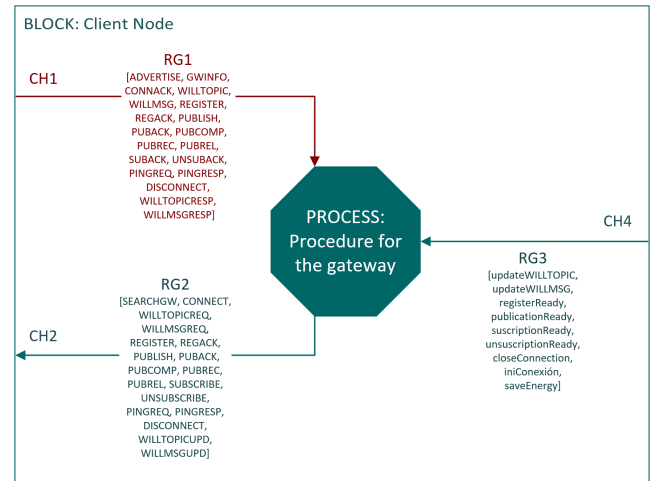 BLOCK: Client Node
RG1
CH1
[ADVERTISE, GWINFO,
CONNACK, WILLTOPIC,
WILLMSG, REGISTER,
REGACK, PUBLISH,
PUBACK, PUBCOMP,
PUBREC, PUBREL,
SUBACK, UNSUBACK,
PINGREQ, PINGRESP,
DISCONNECT,
WILLTOPICRESP,
WILLMSGRESP]
PROCESS:
Procedure for
the gateway
CH4
RG3
[updateWILLTOPIC,
updateWILLMSG,
registerReady,
publicationReady,
suscriptionReady,
unsuscriptionReady,
closeConnection,
iniConexión,
saveEnergy]
RG2
CH2
[SEARCHGW, CONNECT,
WILLTOPICREQ,
WILLMSGREQ,
REGISTER, REGACK,
PUBLISH, PUBACK,
PUBCOMP, PUBREC,
PUBREL, SUBSCRIBE,
UNSUBSCRIBE,
PINGREQ, PINGRESP,
DISCONNECT,
WILLTOPICUPD,
WILLMSGUPD]